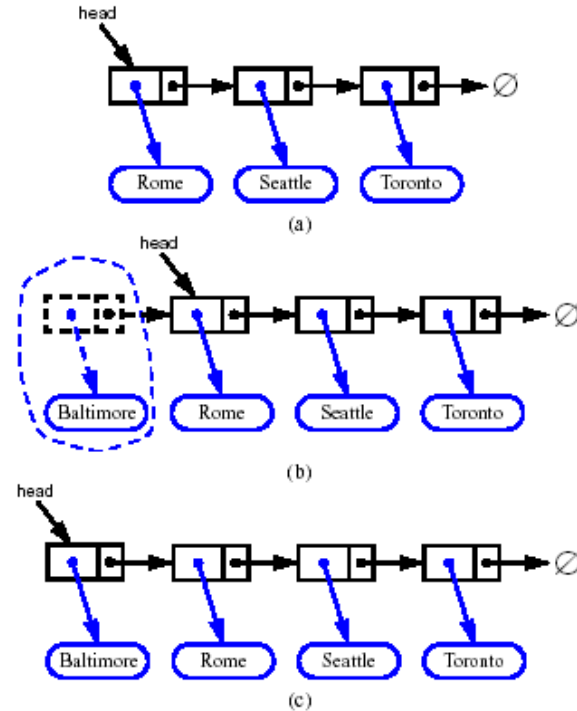 head
∅
Rome Seattle Toronto
(a)
head
∅
Baltimore Rome Seattle Toronto
(b)
head
∅
Baltimore Rome Seattle Toronto
(c)